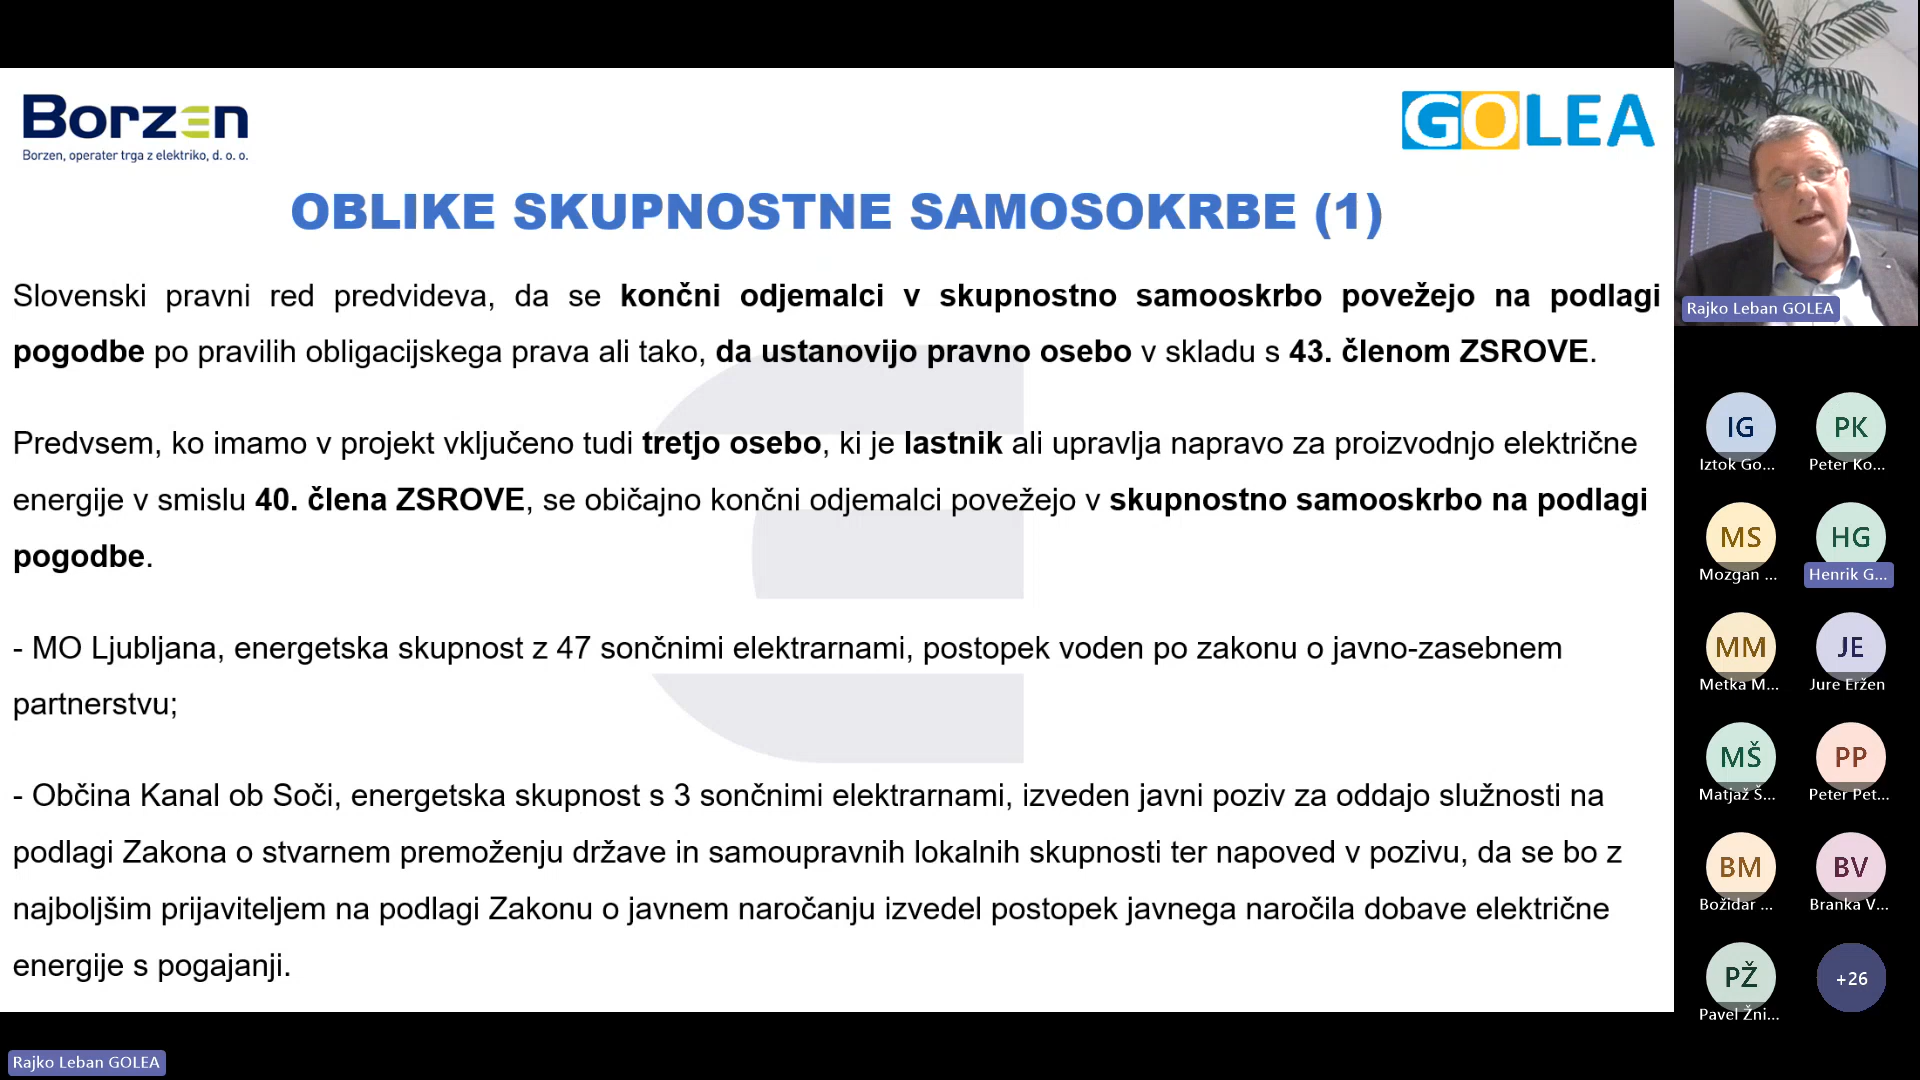 Borzen
Borzen, operater trga z elektriko, d. o. o.
GOLEA
OBLIKE SKUPNOSTNE SAMOSOKRBE (1)
Slovenski pravni red predvideva, da se končni odjemalci v skupnostno samooskrbo povežejo na podlagi
pogodbe po pravilih obligacijskega prava ali tako, da ustanovijo pravno osebo v skladu s 43. členom ZSROVE.
Predvsem, ko imamo v projekt vključeno tudi tretjo osebo, ki je lastnik ali upravlja napravo za proizvodnjo električne
energije v smislu 40. člena ZSROVE, se običajno končni odjemalci povežejo v skupnostno samooskrbo na podlagi
pogodbe.
- MO Ljubljana, energetska skupnost z 47 sončnimi elektrarnami, postopek voden po zakonu o javno-zasebnem
partnerstvu;
- Občina Kanal ob Soči, energetska skupnost s 3 sončnimi elektrarnami, izveden javni poziv za oddajo služnosti na
podlagi Zakona o stvarnem premoženju države in samoupravnih lokalnih skupnosti ter napoved v pozivu, da se bo z
najboljšim prijaviteljem na podlagi Zakonu o javnem naročanju izvedel postopek javnega naročila dobave električne
energije s pogajanji.
Rajko Leban GOLEA
Rajko Leban GOLEA
IG
Iztok Go...
PK
Peter Ko...
MS
Mozgan ...
HG
Henrik G...
MM
Metka M...
JE
Jure Eržen
MŠ
Matjaž Š...
PP
Peter Pet...
BM
Božidar ...
BV
Branka V...
PŽ
Pavel Žni...
+26